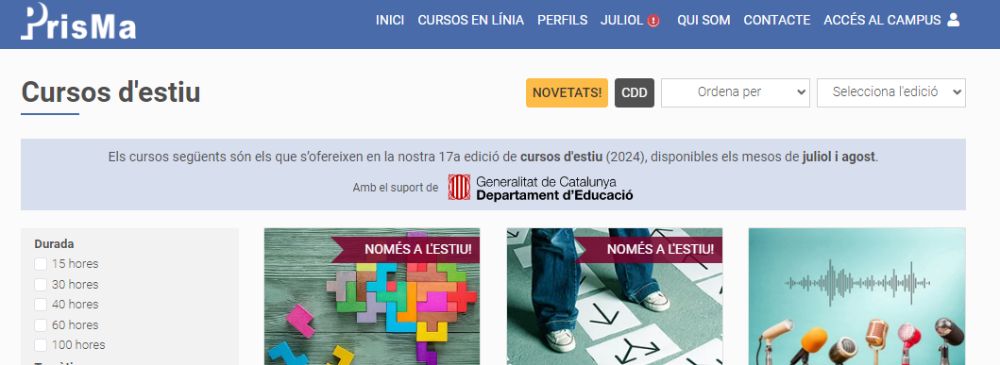 PrisMa
INICI CURSOS EN LÍNIA PERFILS JULIOL QUI SOM CONTACTE ACCÉS AL CAMPUS
Cursos d'estiu
NOVETATS! CDD Ordena per Selecciona l'edició
Els cursos següents són els que s'ofereixen en la nostra 17a edició de cursos d'estiu (2024), disponibles els mesos de juliol i agost.
Amb el suport de Generalitat de Catalunya
Departament d'Educació
Durada
15 hores
30 hores
40 hores
60 hores
100 hores
NOMÉS A L'ESTIU!
NOMÉS A L'ESTIU!